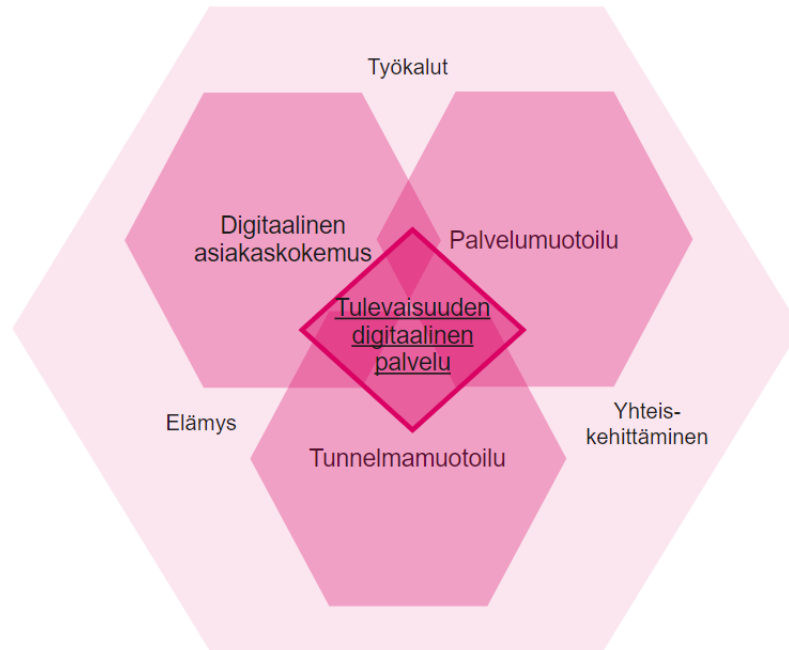 Työkalut
Digitaalinen
asiakaskokemus
Palvelumuotoilu
Tulevaisuuden
digitaalinen
palvelu
Elämys
Yhteis-
kehittäminen
Tunnelmamuotoilu